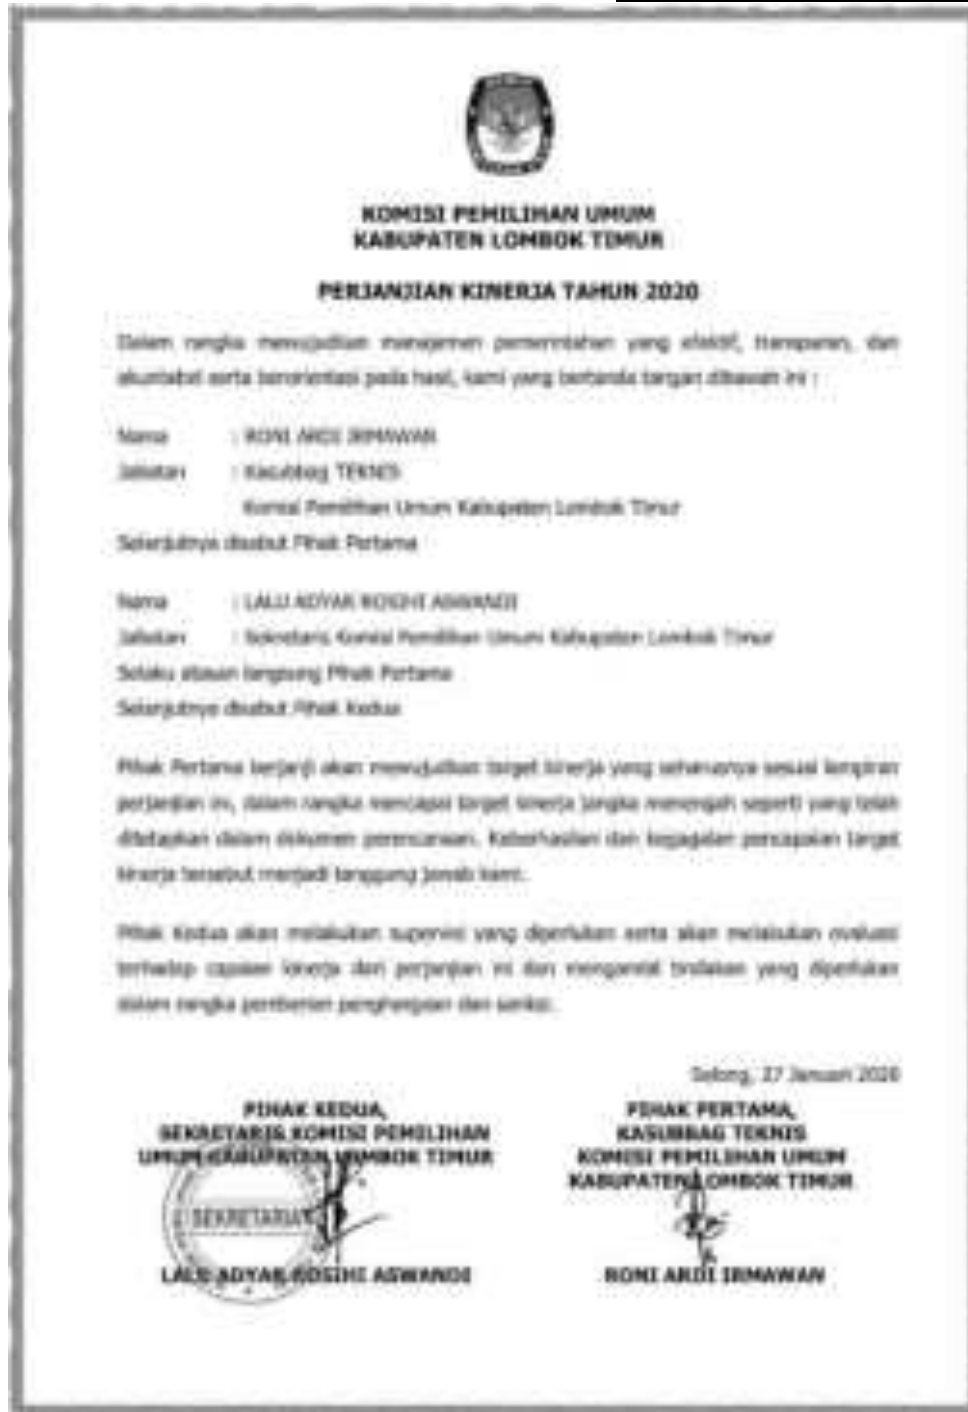 KOMISI PEMILIHAN UMUM
KABUPATEN LOMBOK TIMUR
PERJANJIAN KINERJA TAHUN 2020
Dalam rangka mewujudkan manajemen pemerintahan yang efektif, transparan, dan
akuntabel serta berorientasi pada hasil, kami yang bertanda tangan dibawah ini :
Nama : RONI ARDI IRMAWAN
Jabatan : Kasubbag TEKNIS
Komisi Pemilihan Umum Kabupaten Lombok Timur
Selanjutnya disebut Pihak Pertama
Nama : LALU ADYAR ROSIHI ASWANDI
Jabatan : Sekretaris Komisi Pemilihan Umum Kabupaten Lombok Timur
Selaku atasan langsung Pihak Pertama
Selanjutnya disebut Pihak Kedua
Pihak Pertama berjanji akan mewujudkan target kinerja yang seharusnya sesuai lampiran
perjanjian ini, dalam rangka mencapai target kinerja jangka menengah seperti yang telah
ditetapkan dalam dokumen perencanaan. Keberhasilan dan kegagalan pencapaian target
kinerja tersebut menjadi tanggung jawab kami.
Pihak Kedua akan melakukan supervisi yang diperlukan serta akan melakukan evaluasi
terhadap capaian kinerja dari perjanjian ini dan mengambil tindakan yang diperlukan
dalam rangka pemberian penghargaan dan sanksi.
Selong, 27 Januari 2020
PIHAK KEDUA,
SEKRETARIS KOMISI PEMILIHAN
UMUM KABUPATEN LOMBOK TIMUR
SEKRETARIAT
LALU ADYAR ROSIHI ASWANDI
PIHAK PERTAMA,
KASUBBAG TEKNIS
KOMISI PEMILIHAN UMUM
KABUPATEN LOMBOK TIMUR
RONI ARDI IRMAWAN